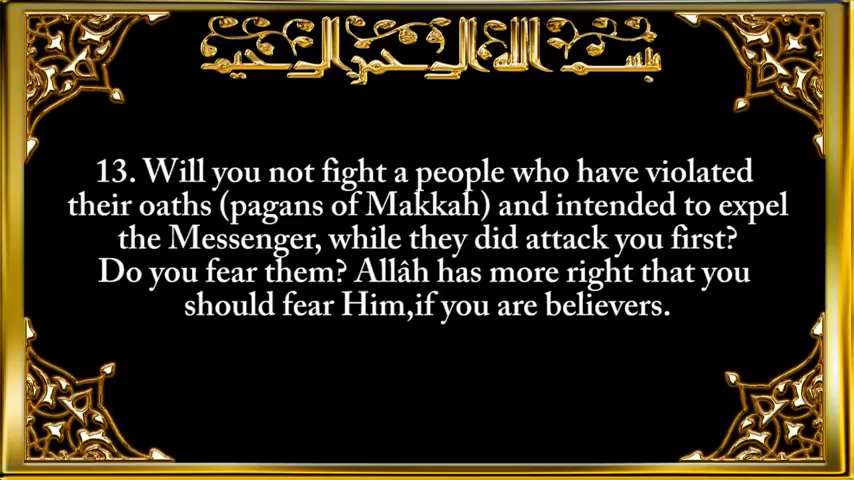 بسم الله الرحمن الرحيم
13. Will you not fight a people who have violated
their oaths (pagans of Makkah) and intended to expel
the Messenger, while they did attack you first?
Do you fear them? Allâh has more right that you
should fear Him,if you are believers.